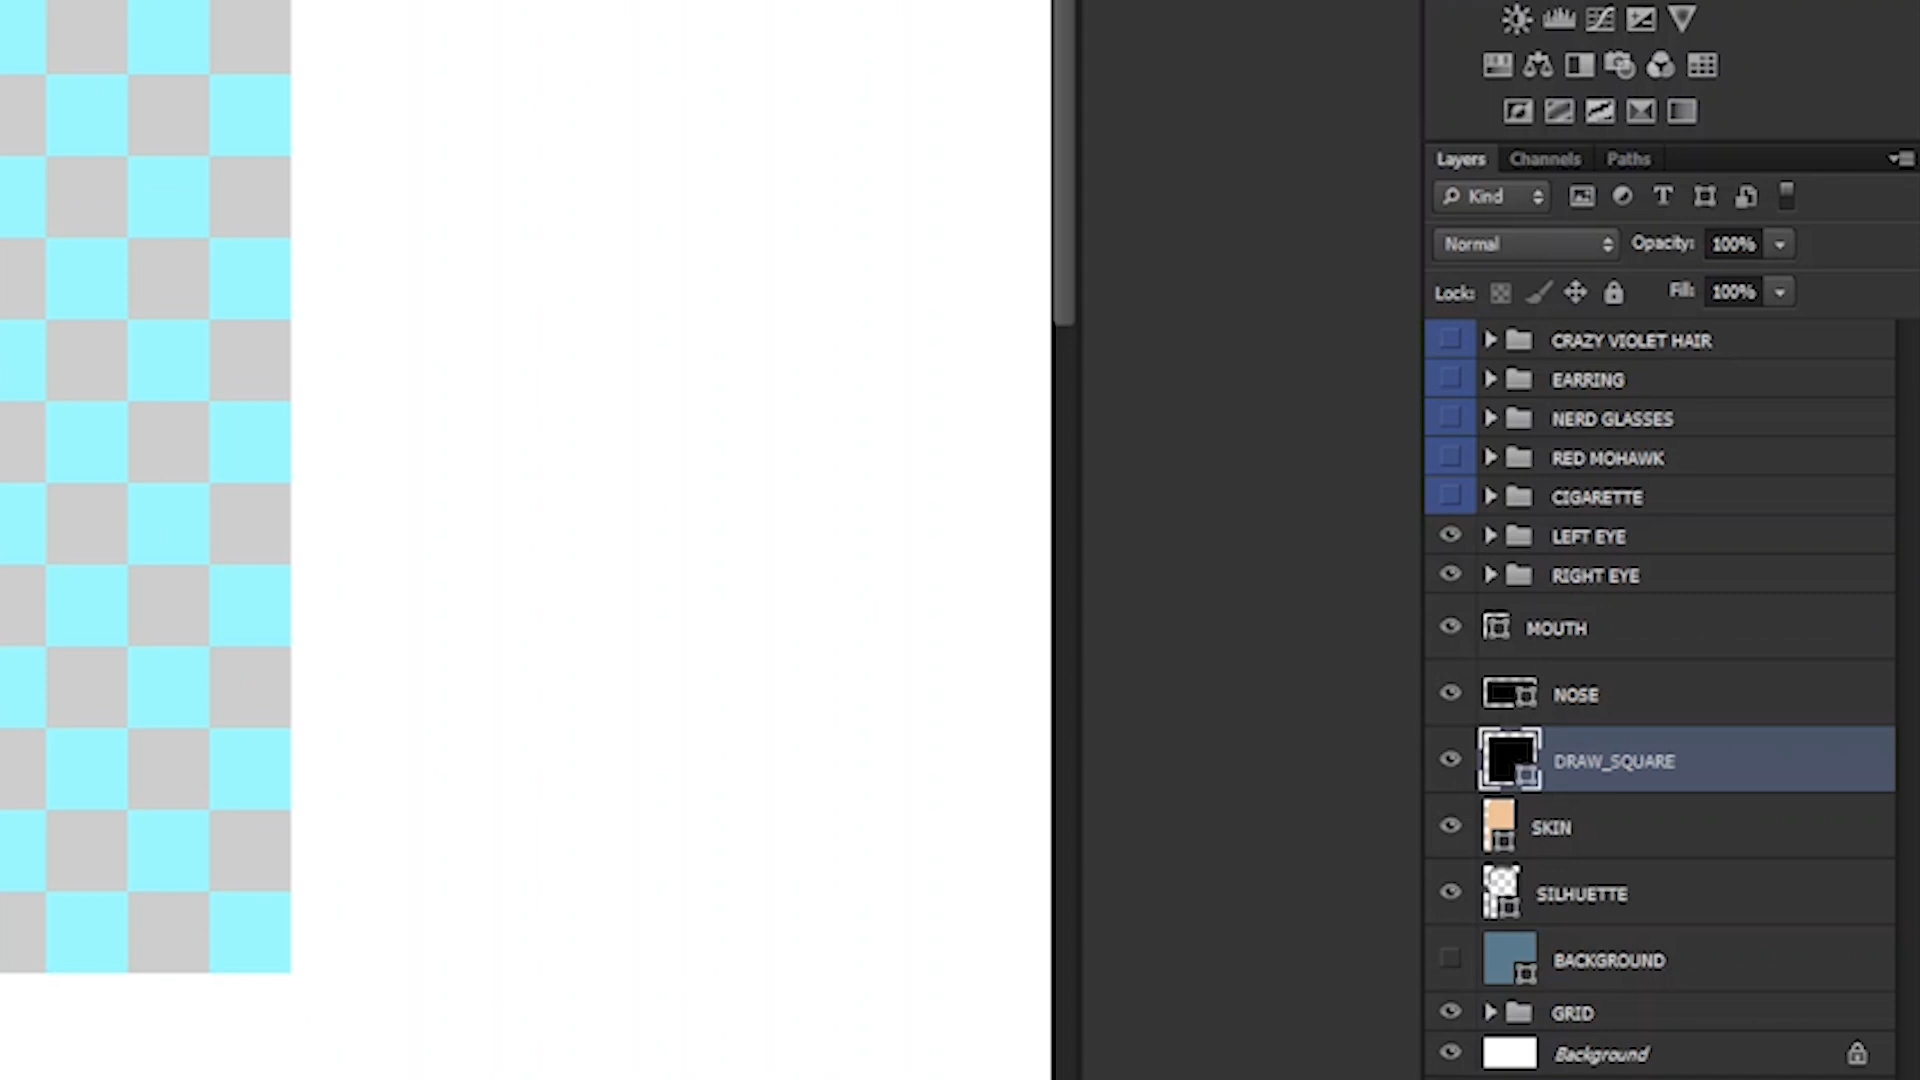 Layers Channels Paths
Kind
Normal Opacity: 100%
Lock: Fill: 100%
CRAZY VIOLET HAIR
EARRING
NERD GLASSES
RED MOHAWK
CIGARETTE
LEFT EYE
RIGHT EYE
MOUTH
NOSE
DRAW_SQUARE
SKIN
SILHUETTE
BACKGROUND
GRID
Background